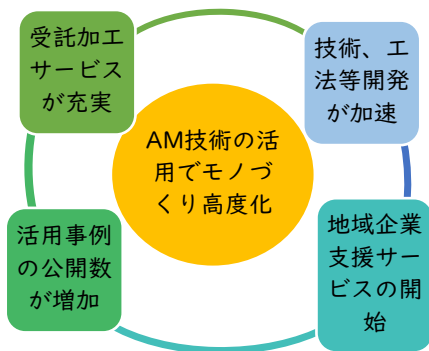 受託加工
サービス
が充実
技術、工
法等開発
が加速
AM技術の活
用でモノづ
くり高度化
活用事例
の公開数
が増加
地域企業
支援サー
ビスの開
始